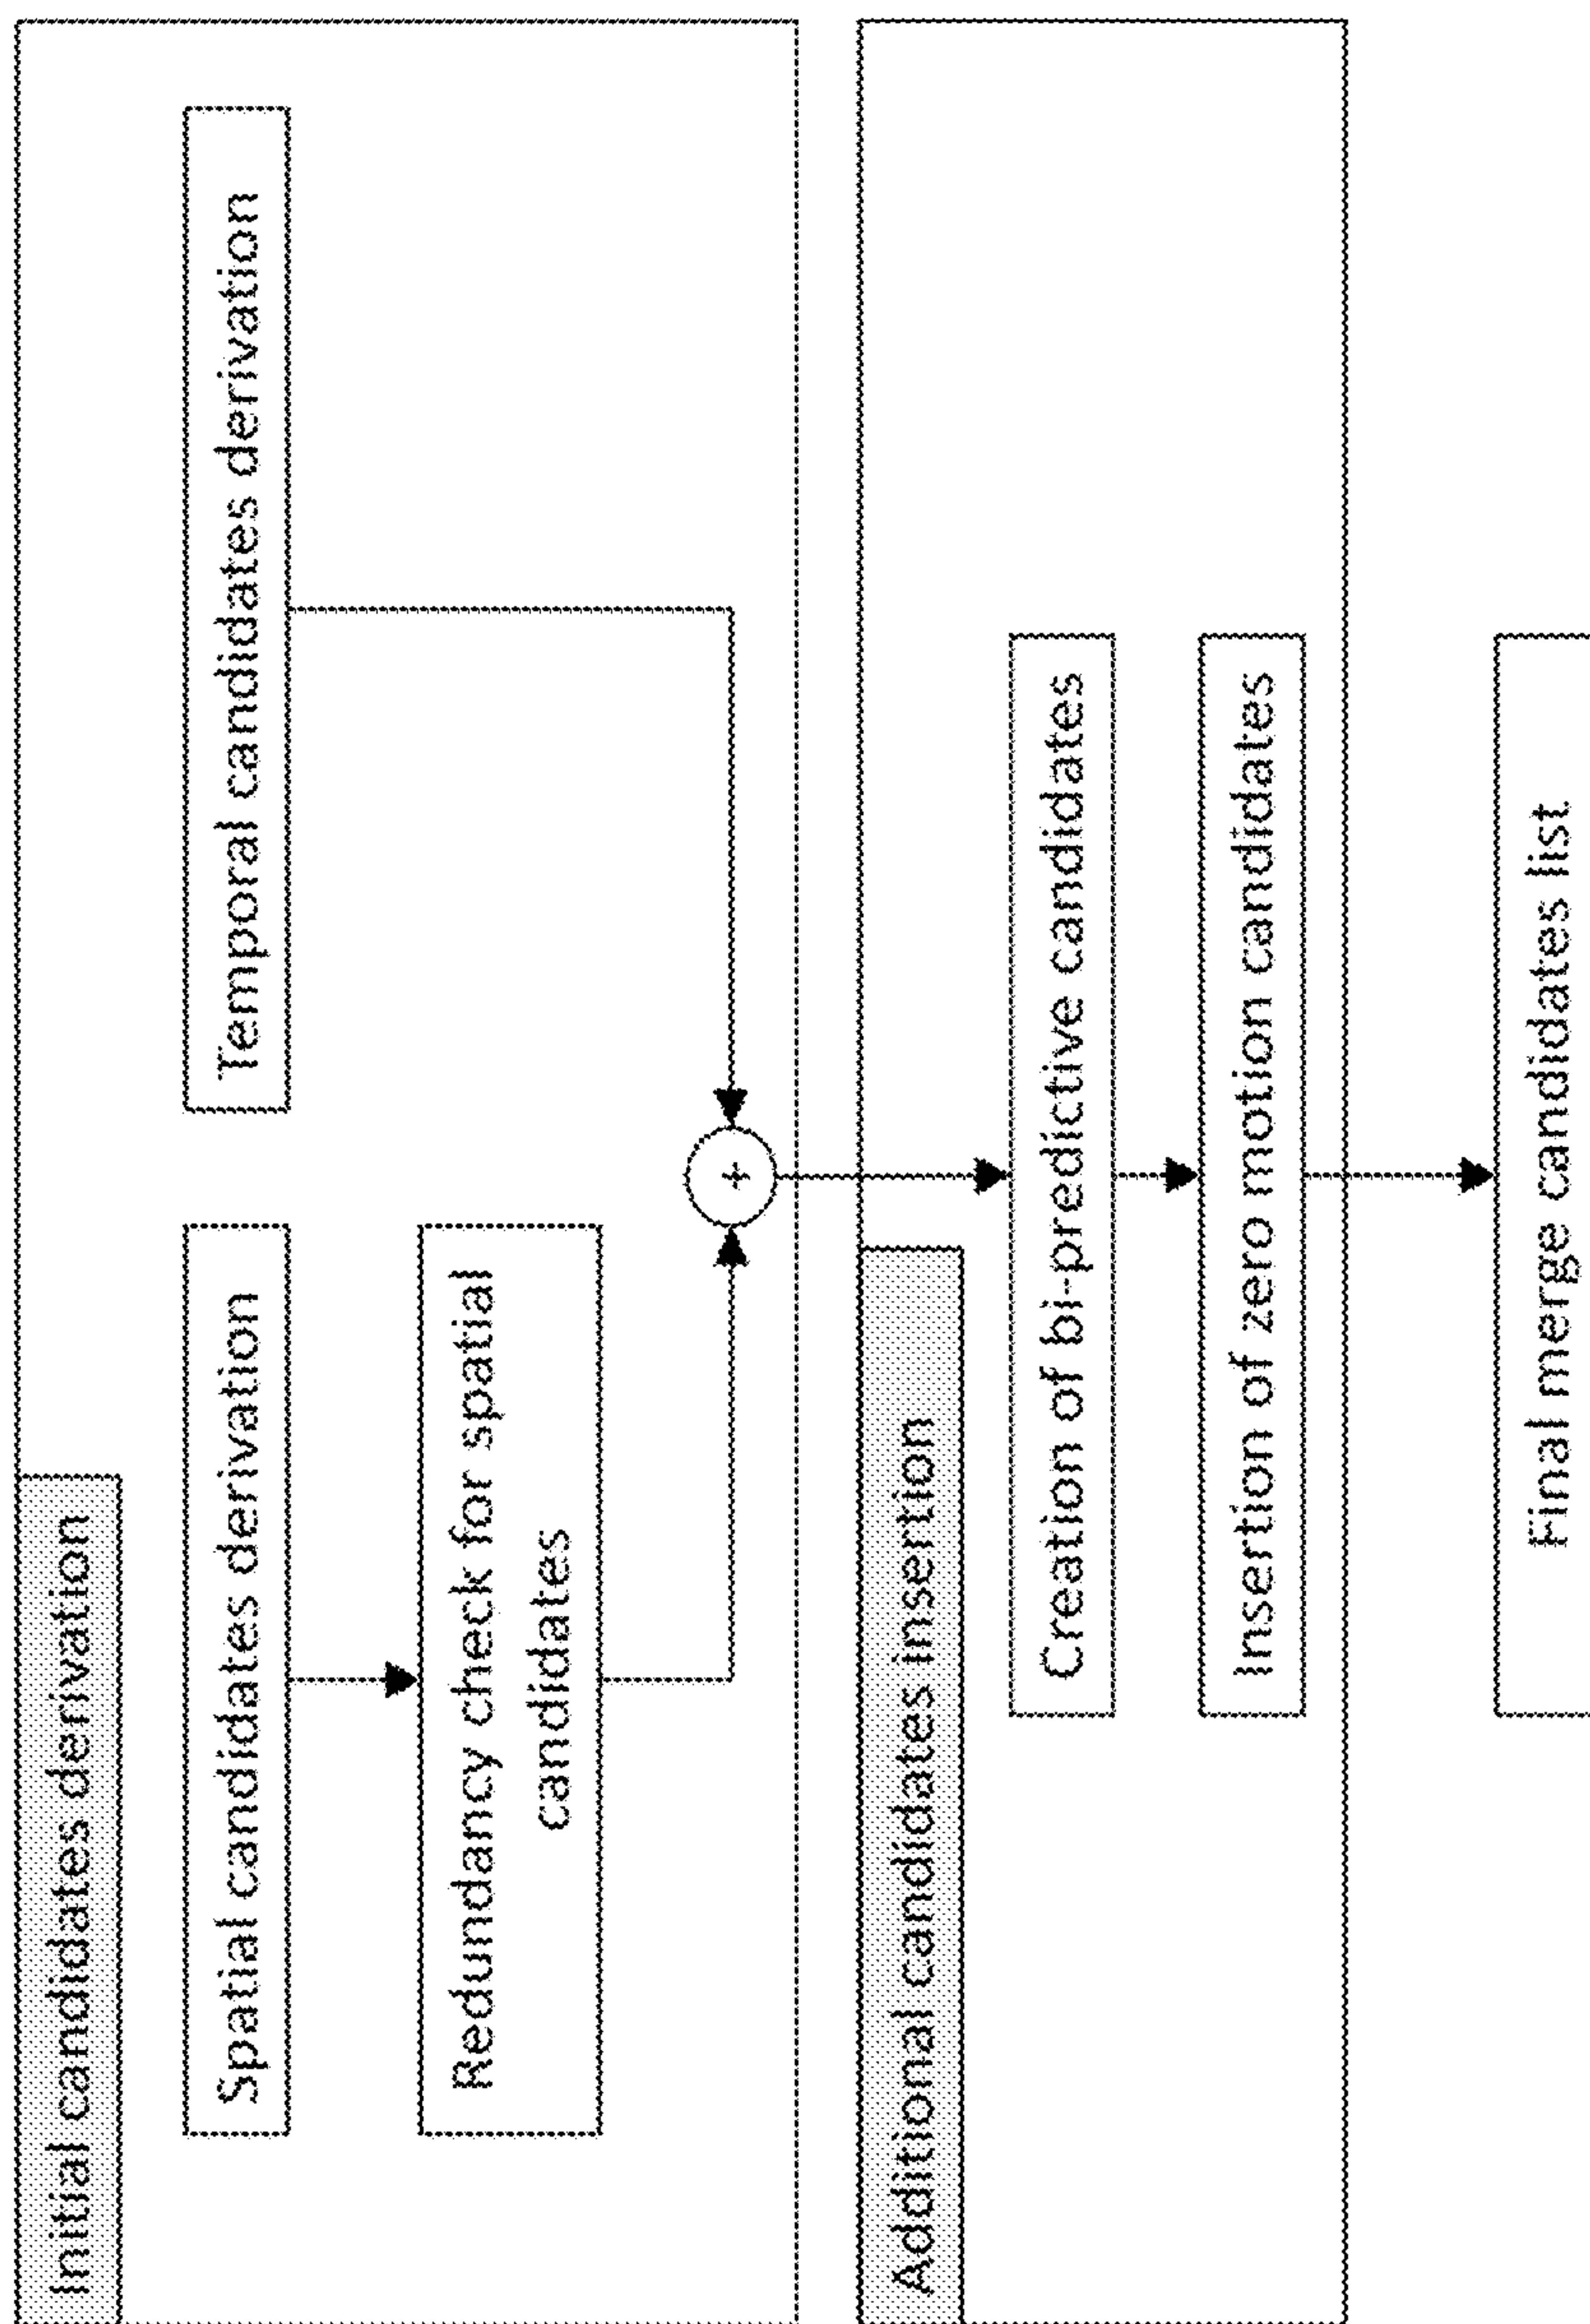 Initial candidates derivation
Spatial candidates derivation
Temporal candidates derivation
Redundancy check for spatial
candidates
+
Additional candidates insertion
Creation of bi-predictive candidates
Insertion of zero motion candidates
Final merge candidates list